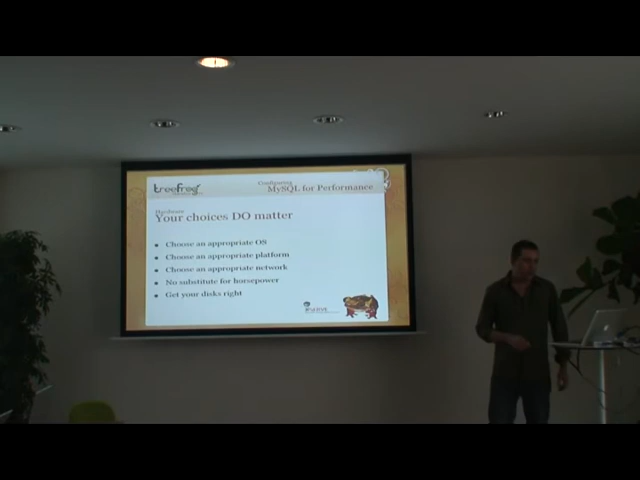 treefrog
Configuring
MySQL for Performance
Hardware
Your choices DO matter
Choose an appropriate OS
Choose an appropriate platform
Choose an appropriate network
No substitute for horsepower
Get your disks right